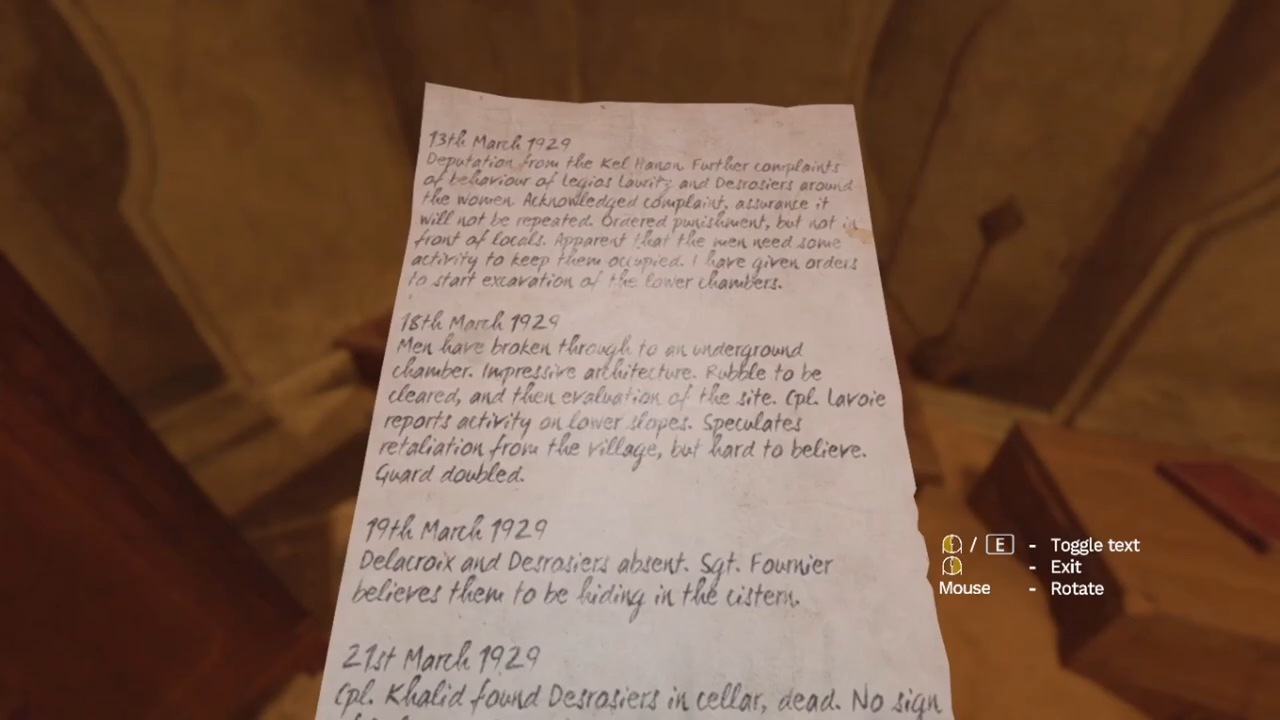 13th March 1929
Deputation from the Kel Hanan. Further complaints
of behaviour of legios Lauritz and Desrosiers around
the women. Acknowledged complaint, assurance it
will not be repeated. Ordered punishment, but not in
front of locals. Apparent that the men need some
activity to keep them occupied. I have given orders
to start excavation of the lower chambers.
18th March 1929
Men have broken through to an underground
chamber. Impressive architecture. Rubble to be
cleared, and then evaluation of the site. Cpl. Lavoie
reports activity on lower slopes. Speculates
retaliation from the village, but hard to believe.
Guard doubled.
19th March 1929
Delacroix and Desrosiers absent. Sgt. Fournier
believes them to be hiding in the cistern.
21st March 1929
Cpl. Khalid found Desrosiers in cellar, dead. No sign
/ E - Toggle text
- Exit
Mouse - Rotate